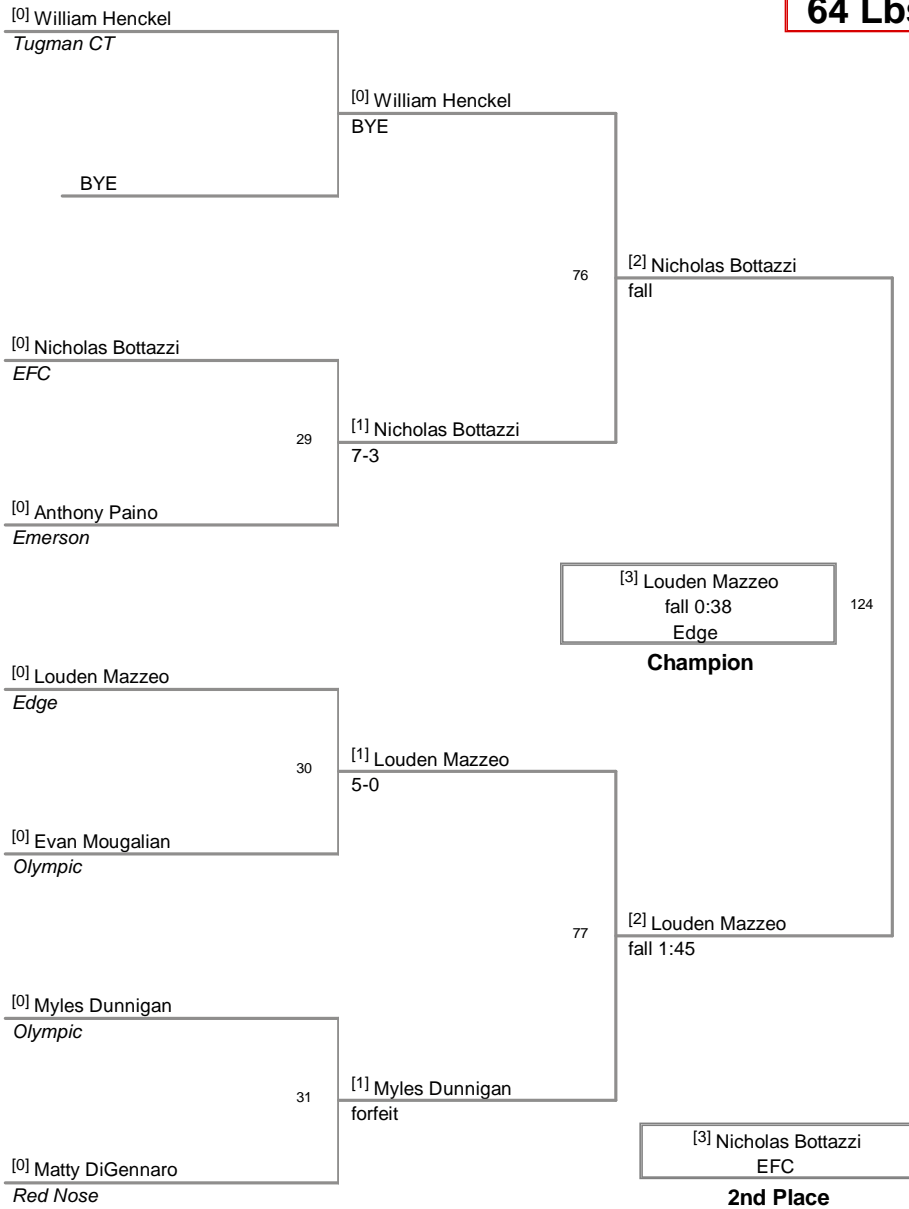 64 Lbs
[0] William Henckel
Tugman CT
[0] William Henckel
BYE
BYE
76
[2] Nicholas Bottazzi
fall
[0] Nicholas Bottazzi
EFC
29
[1] Nicholas Bottazzi
7-3
[0] Anthony Paino
Emerson
[3] Louden Mazzeo
fall 0:38
Edge
124
Champion
[0] Louden Mazzeo
Edge
30
[1] Louden Mazzeo
5-0
[0] Evan Mougalian
Olympic
77
[2] Louden Mazzeo
fall 1:45
[0] Myles Dunnigan
Olympic
31
[1] Myles Dunnigan
forfeit
[0] Matty DiGennaro
Red Nose
[3] Nicholas Bottazzi
EFC
2nd Place